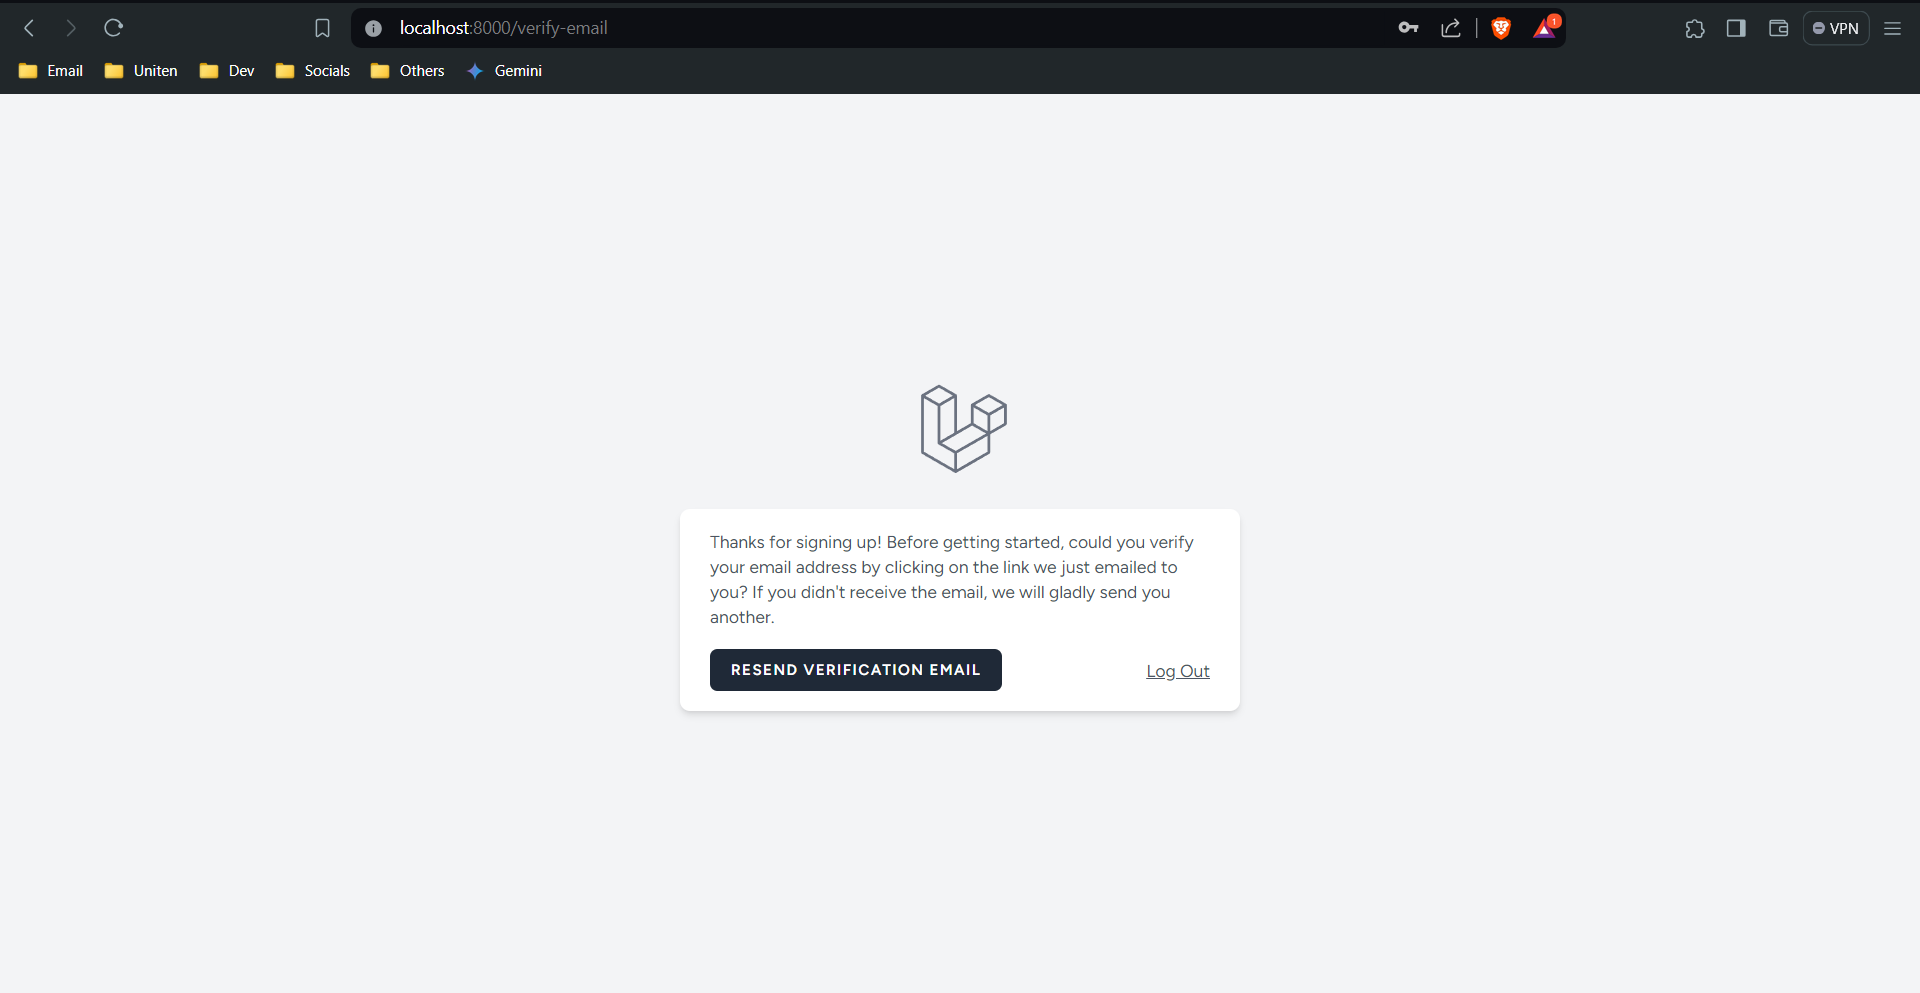 localhost:8000/verify-email
1
VPN
Email Uniten Dev Socials Others Gemini
Thanks for signing up! Before getting started, could you verify
your email address by clicking on the link we just emailed to
you? If you didn't receive the email, we will gladly send you
another.
RESEND VERIFICATION EMAIL
Log Out